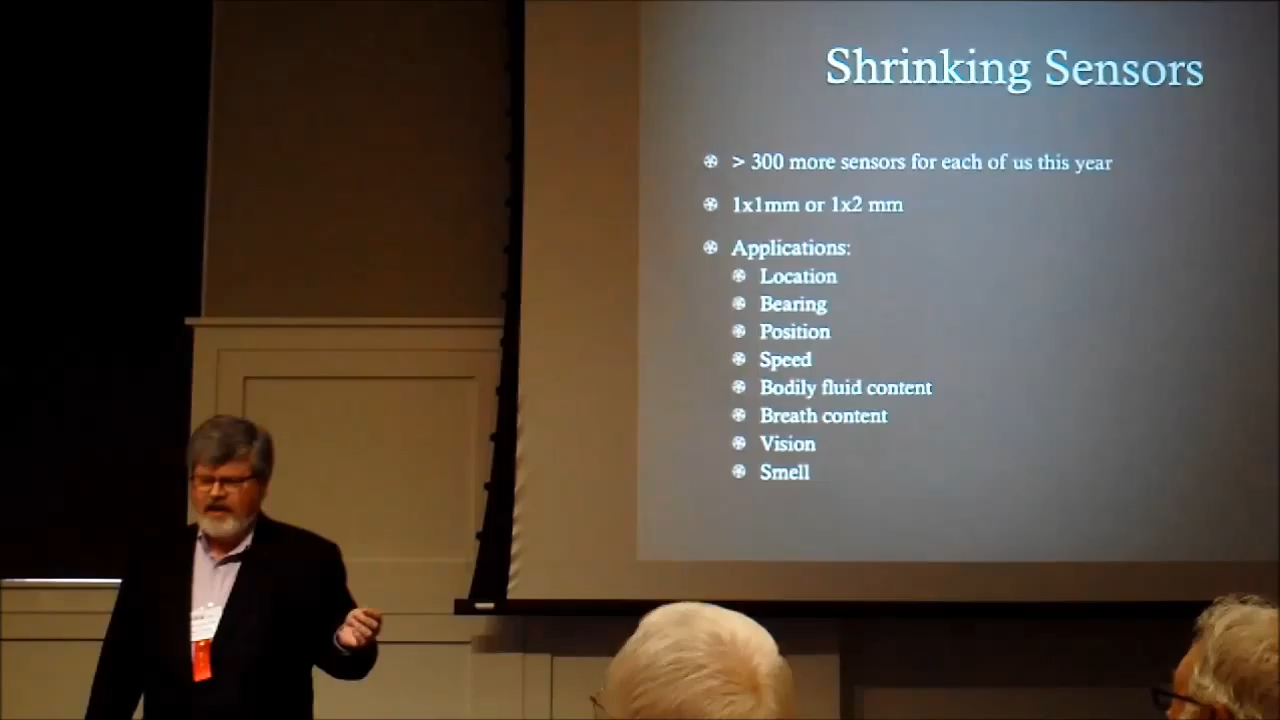 Shrinking Sensors
> 300 more sensors for each of us this year
1x1mm or 1x2 mm
Applications:
Location
Bearing
Position
Speed
Bodily fluid content
Breath content
Vision
Smell